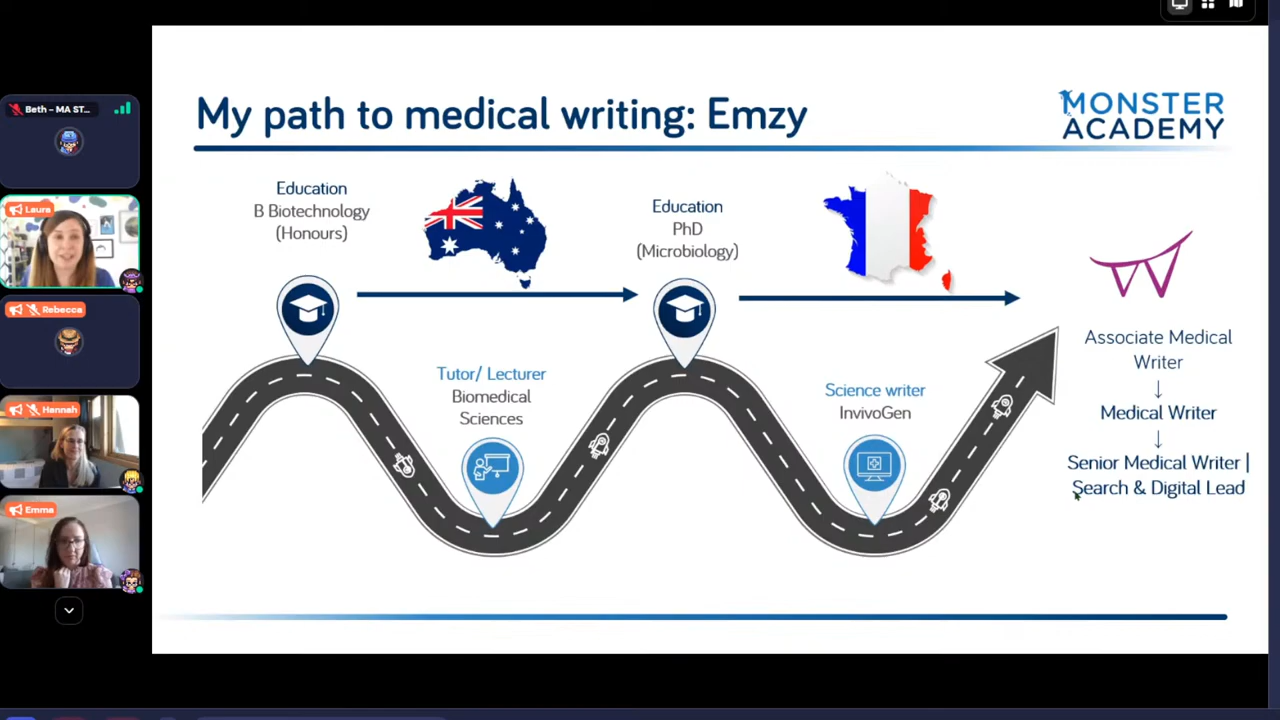 Beth – MA ST...
Laura
Rebecca
Hannah
Emma
My path to medical writing: Emzy
MONSTER
ACADEMY
Education
B Biotechnology
(Honours)
Education
PhD
(Microbiology)
Tutor/ Lecturer
Biomedical
Sciences
Science writer
InvivoGen
Associate Medical
Writer
↓
Medical Writer
↓
Senior Medical Writer |
Search & Digital Lead